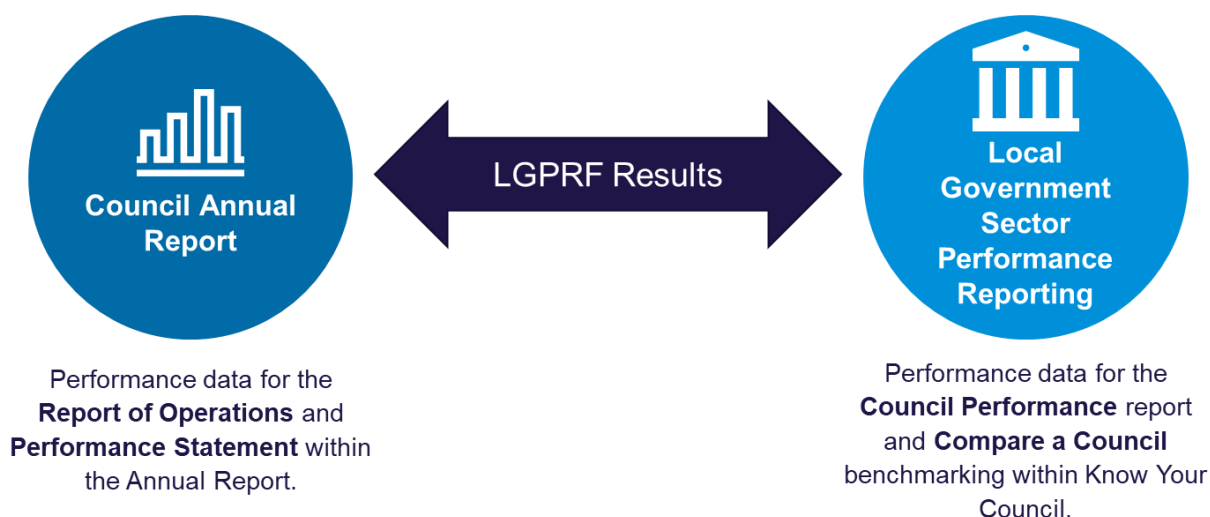 Council Annual
Report
LGPRF Results
Local
Government
Sector
Performance
Reporting
Performance data for the
Report of Operations and
Performance Statement within
the Annual Report.
Performance data for the
Council Performance report
and Compare a Council
benchmarking within Know Your
Council.